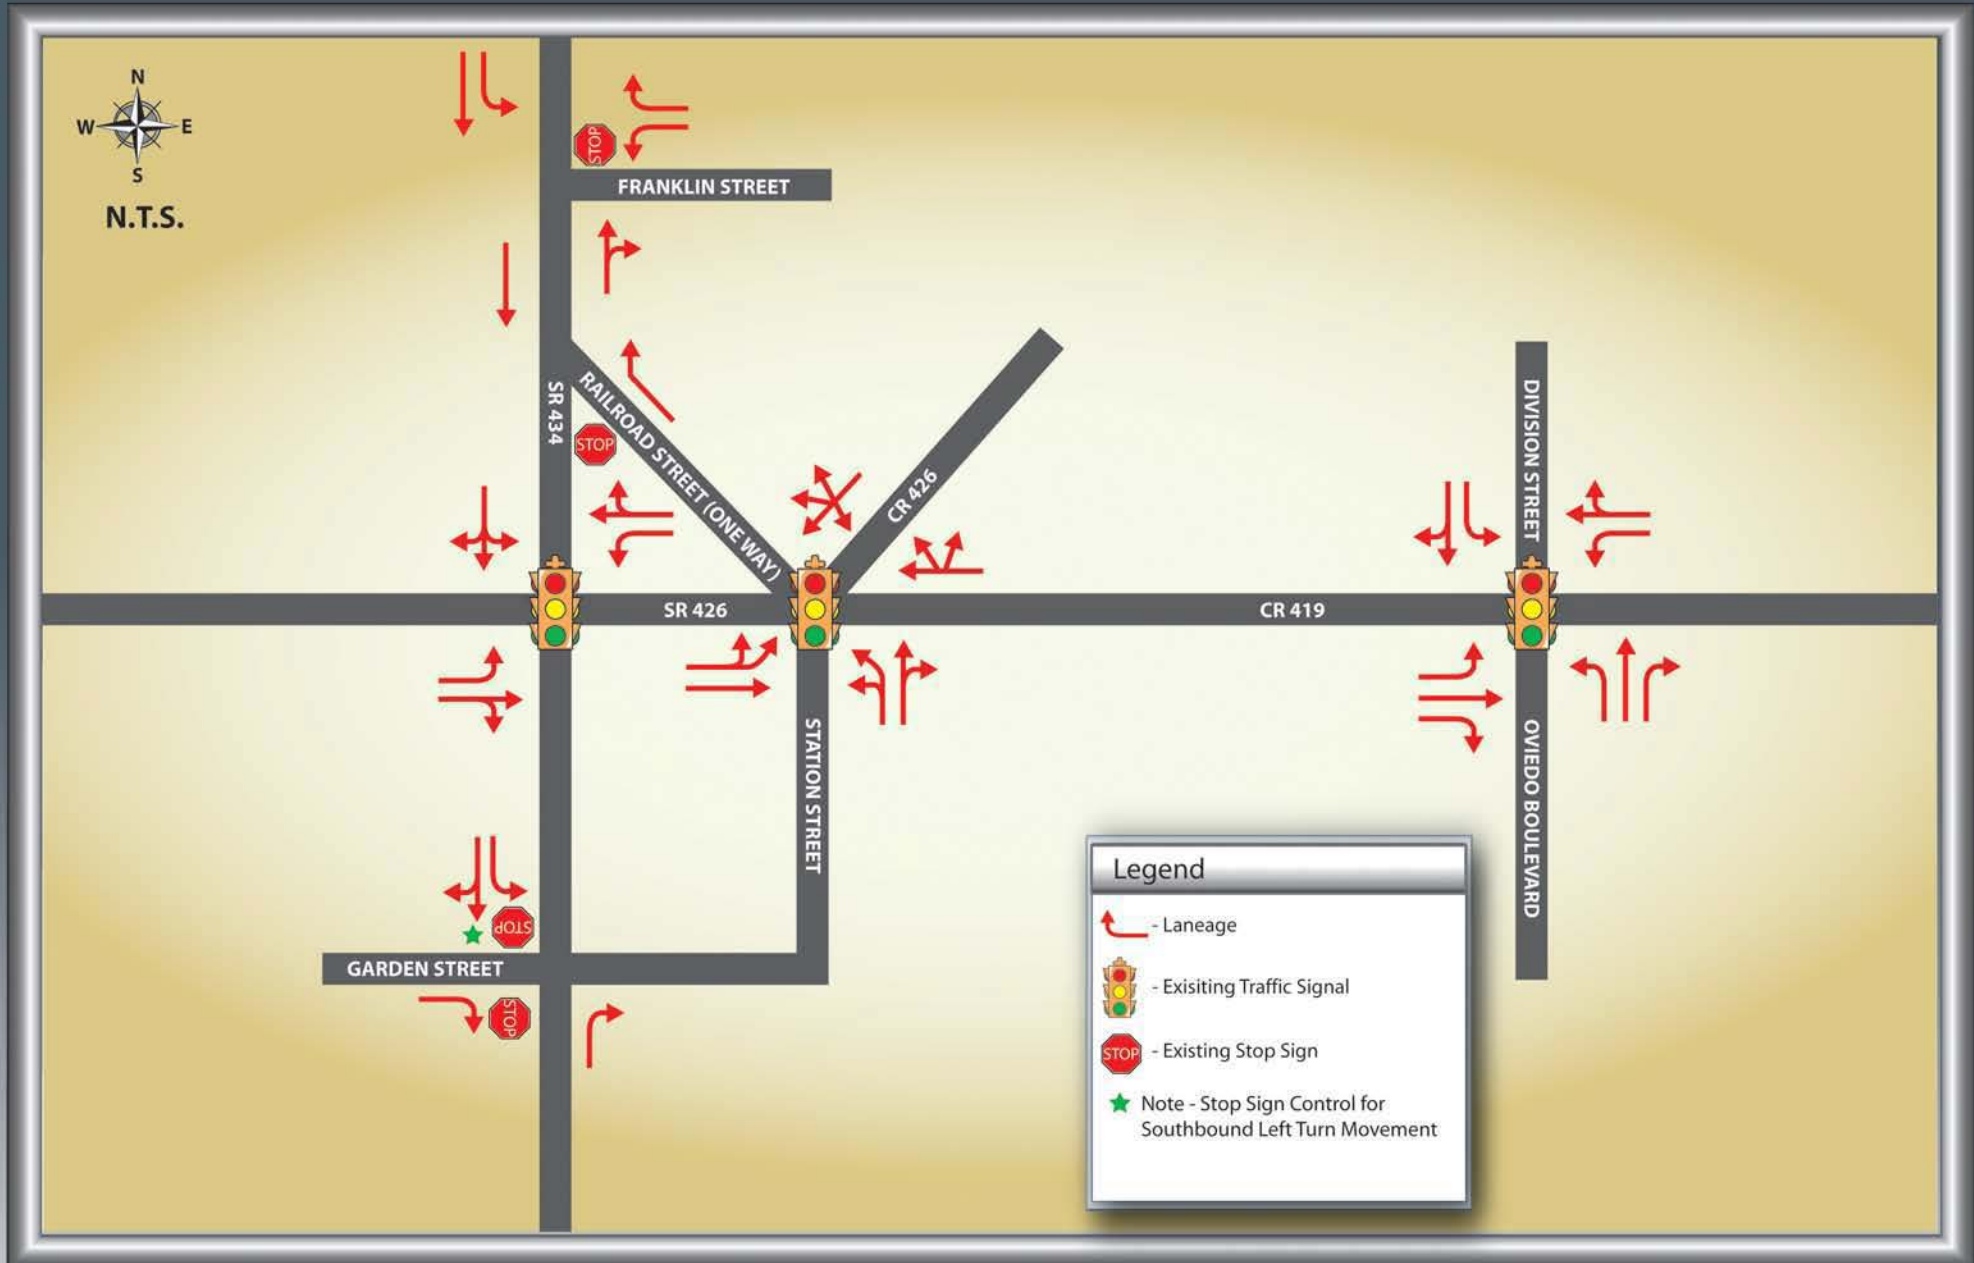 N
W
E
S
N.T.S.
STOP
FRANKLIN STREET
SR 434
RAILROAD STREET (ONE WAY)
STOP
CR 426
DIVISION STREET
SR 426
CR 419
STATION STREET
OVIEDO BOULEVARD
STOP
GARDEN STREET
STOP
Legend
- Laneage
- Exisiting Traffic Signal
STOP
- Existing Stop Sign
Note - Stop Sign Control for
Southbound Left Turn Movement